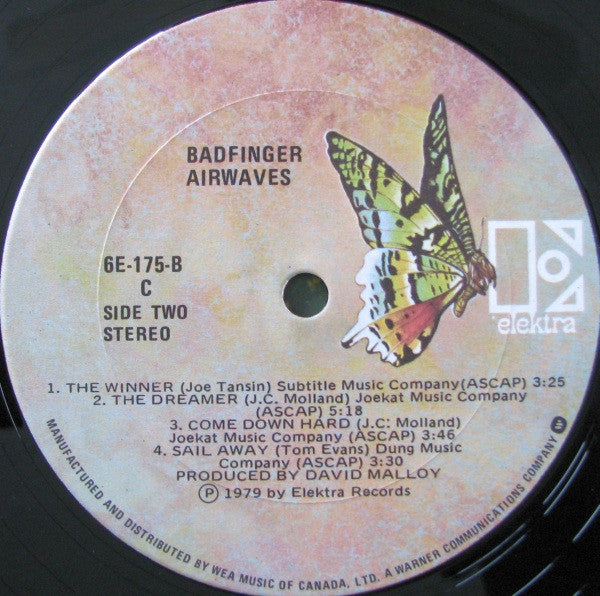 BADFINGER
AIRWAVES
6E-175-B
C
SIDE TWO
STEREO
elektra
1. THE WINNER (Joe Tansin) Subtitle Music Company(ASCAP) 3:25
2. THE DREAMER (J.C. Molland) Joekat Music Company
(ASCAP) 5:18
3. COME DOWN HARD (J.C. Molland)
Joekat Music Company (ASCAP) 3:46
4. SAIL AWAY (Tom Evans) Dung Music
Company (ASCAP) 3:30
PRODUCED BY DAVID MALLOY
Ⓟ 1979 by Elektra Records
MANUFACTURED AND DISTRIBUTED BY WEA MUSIC OF CANADA, LTD. A WARNER COMMUNICATIONS COMPANY